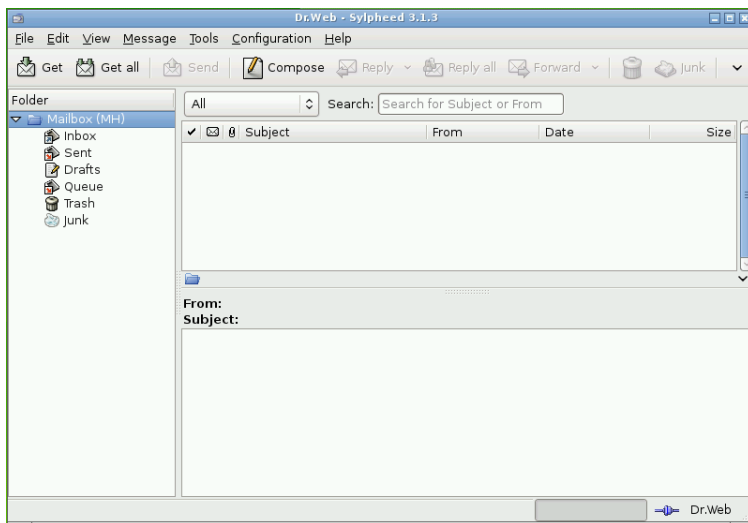 Dr.Web - Sylpheed 3.1.3
File Edit View Message Tools Configuration Help
Get Get all Send Compose Reply Reply all Forward Junk
Folder
Mailbox (MH)
Inbox
Sent
Drafts
Queue
Trash
Junk
All Search: Search for Subject or From
Subject From Date Size
From:
Subject:
Dr.Web